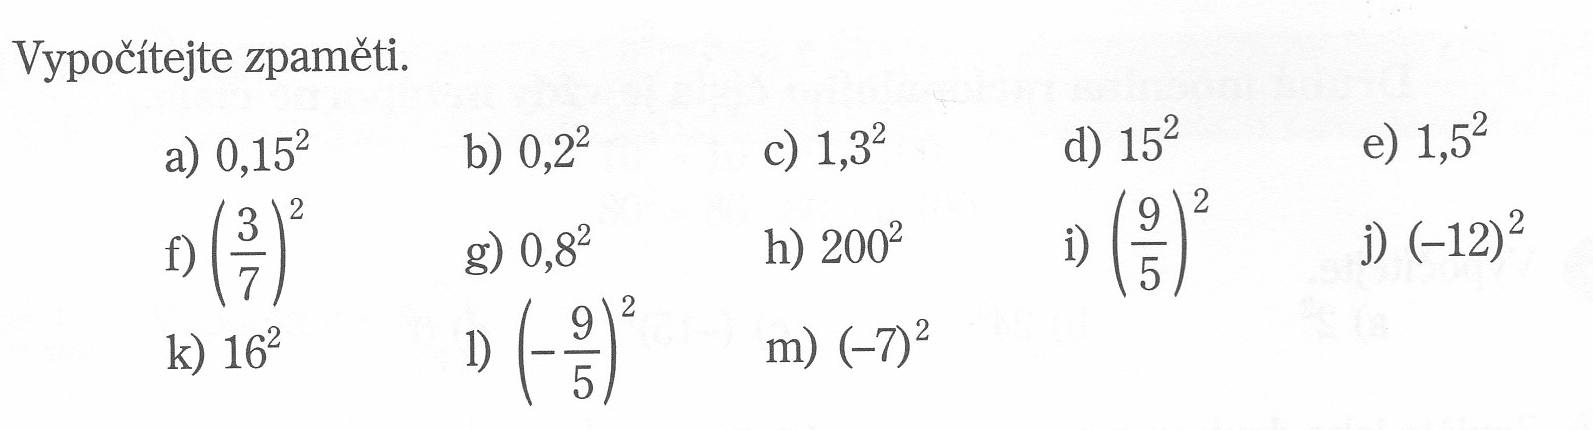 Vypočítejte zpaměti.
a) 0,15² b) 0,2² c) 1,3² d) 15² e) 1,5²
f) (3/7)² g) 0,8² h) 200² i) (9/5)² j) (–12)²
k) 16² l) (–9/5)² m) (–7)²